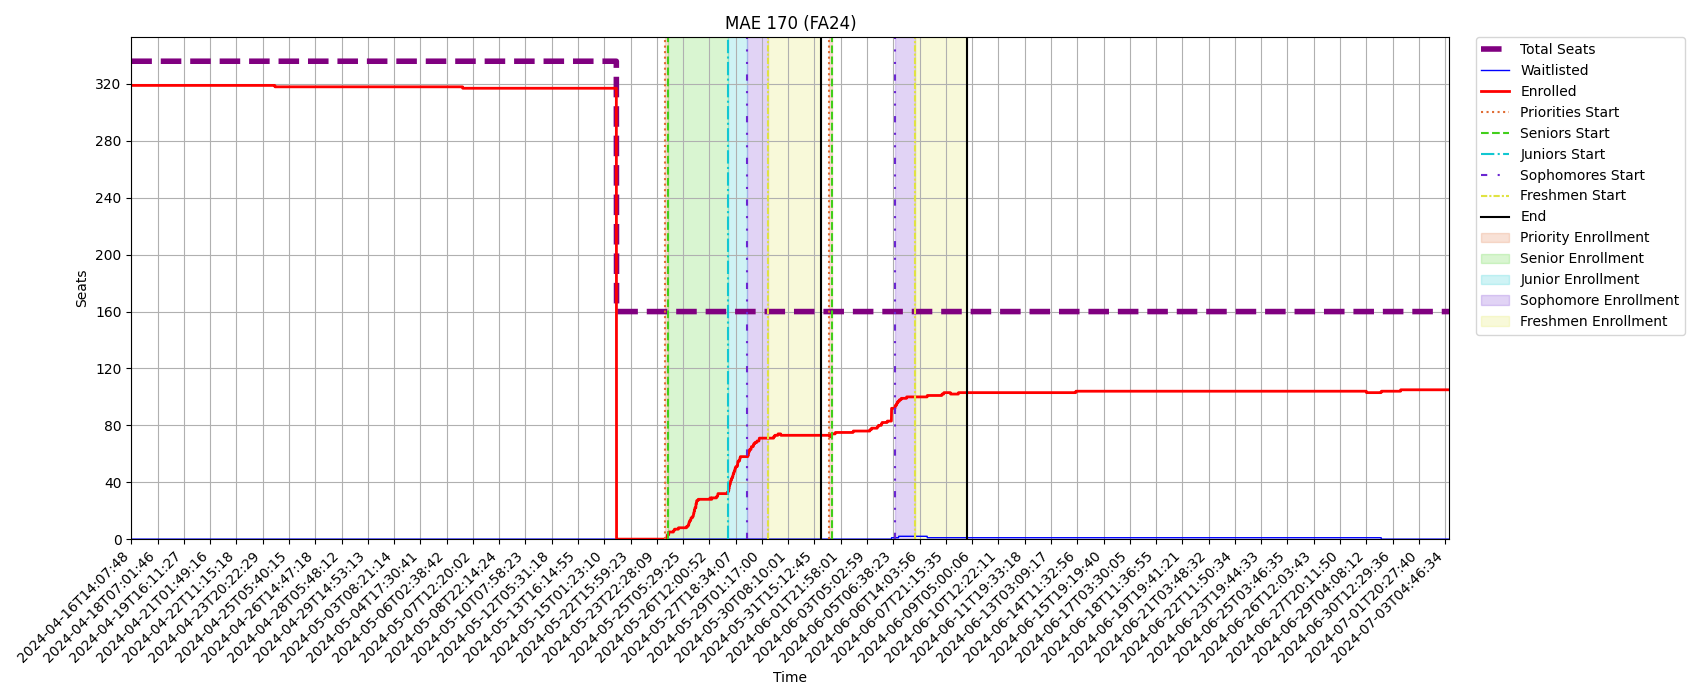 MAE 170 (FA24)
Seats
320
280
240
200
160
120
80
40
0
2024-04-16T14:07:48
2024-04-18T07:01:46
2024-04-19T16:11:27
2024-04-21T01:49:16
2024-04-22T11:15:18
2024-04-23T20:22:29
2024-04-25T05:40:15
2024-04-26T14:47:18
2024-04-28T05:48:12
2024-04-29T14:53:13
2024-05-03T08:21:14
2024-05-04T17:30:41
2024-05-06T02:38:42
2024-05-07T12:20:02
2024-05-08T22:14:24
2024-05-10T07:58:23
2024-05-12T05:31:18
2024-05-13T16:14:55
2024-05-15T01:23:10
2024-05-22T15:59:23
2024-05-23T22:28:09
2024-05-25T05:29:25
2024-05-26T12:00:52
2024-05-27T18:34:07
2024-05-29T01:17:00
2024-05-30T08:10:01
2024-05-31T15:12:45
2024-06-01T21:58:01
2024-06-03T05:02:59
2024-06-05T06:38:23
2024-06-06T14:03:56
2024-06-07T21:15:35
2024-06-09T05:00:06
2024-06-10T12:22:11
2024-06-11T19:33:18
2024-06-13T03:09:17
2024-06-14T11:32:56
2024-06-15T19:19:40
2024-06-17T03:30:05
2024-06-18T11:36:55
2024-06-19T19:41:21
2024-06-21T03:48:32
2024-06-22T11:50:34
2024-06-23T19:44:33
2024-06-25T03:46:35
2024-06-26T12:03:43
2024-06-27T20:11:50
2024-06-29T04:08:56
2024-06-30T12:29:36
2024-07-01T20:27:40
2024-07-03T04:46:34
Time
Total Seats
Waitlisted
Enrolled
Priorities Start
Seniors Start
Juniors Start
Sophomores Start
Freshmen Start
End
Priority Enrollment
Senior Enrollment
Junior Enrollment
Sophomore Enrollment
Freshmen Enrollment